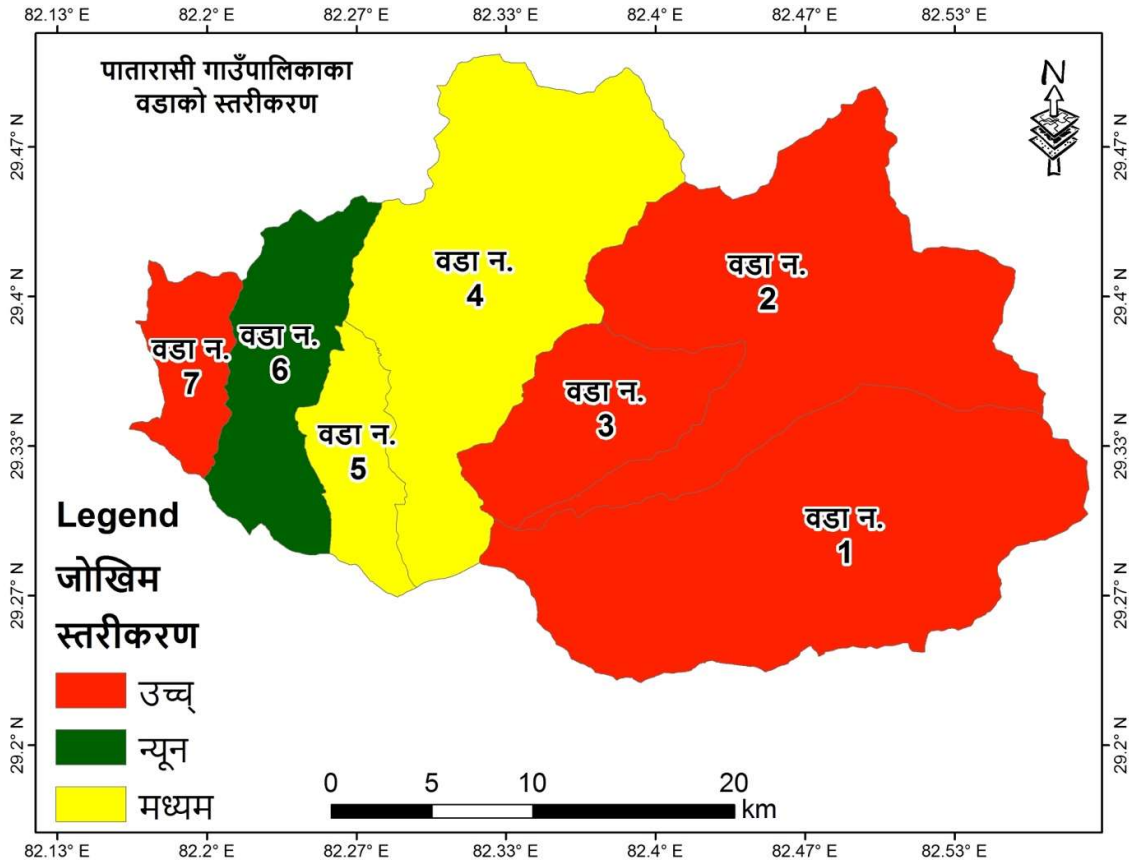 82.13° E 82.2° E 82.27° E 82.33° E 82.4° E 82.47° E 82.53° E
पातारासी गाउँपालिकाका
वडाको स्तरीकरण
N
29.47° N 29.47° N
29.4° N 29.4° N
29.33° N 29.33° N
29.27° N 29.27° N
29.2° N 29.2° N
वडा न.
4
वडा न.
2
वडा न.
7
वडा न.
6
वडा न.
3
वडा न.
5
वडा न.
1
Legend
जोखिम
स्तरीकरण
उच्च्
न्यून
मध्यम
0 5 10 20
km
82.13° E 82.2° E 82.27° E 82.33° E 82.4° E 82.47° E 82.53° E